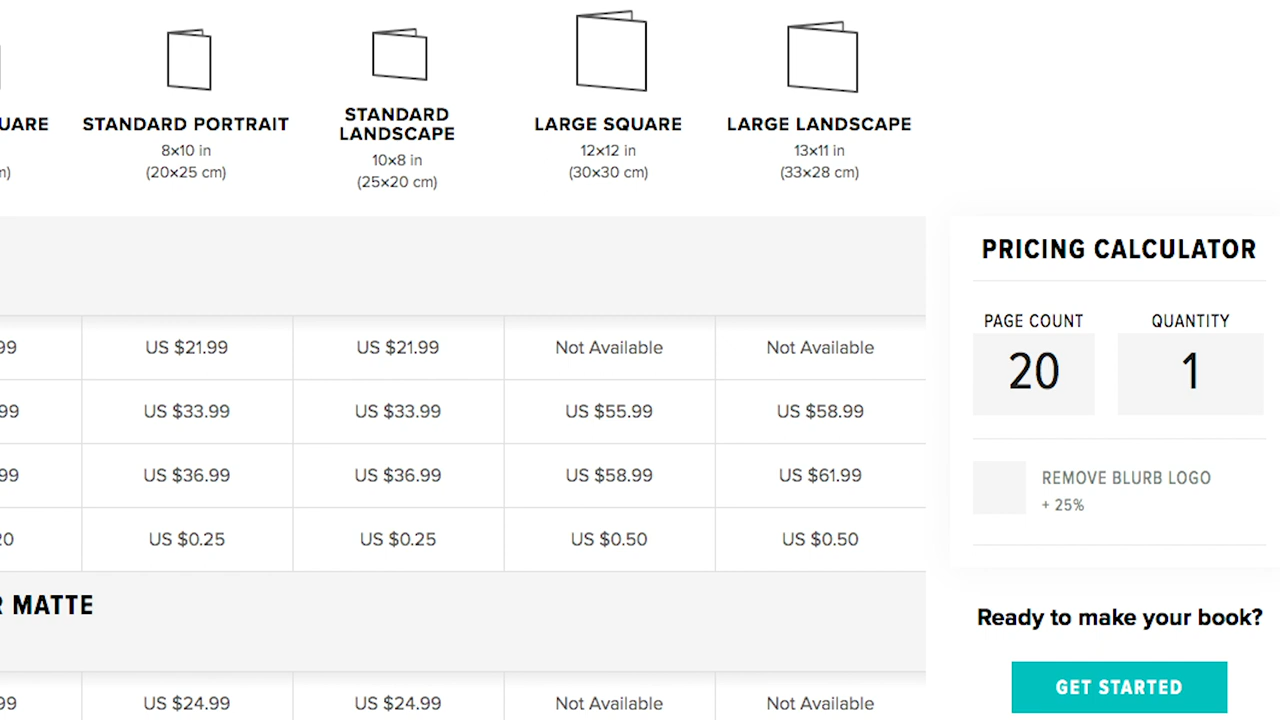 UARE
m)
STANDARD PORTRAIT
8×10 in
(20×25 cm)
STANDARD
LANDSCAPE
10×8 in
(25×20 cm)
LARGE SQUARE
12×12 in
(30×30 cm)
LARGE LANDSCAPE
13×11 in
(33×28 cm)
99 US $21.99 US $21.99 Not Available Not Available
99 US $33.99 US $33.99 US $55.99 US $58.99
99 US $36.99 US $36.99 US $58.99 US $61.99
20 US $0.25 US $0.25 US $0.50 US $0.50
R MATTE
99 US $24.99 US $24.99 Not Available Not Available
PRICING CALCULATOR
PAGE COUNT QUANTITY
20 1
REMOVE BLURB LOGO
+ 25%
Ready to make your book?
GET STARTED